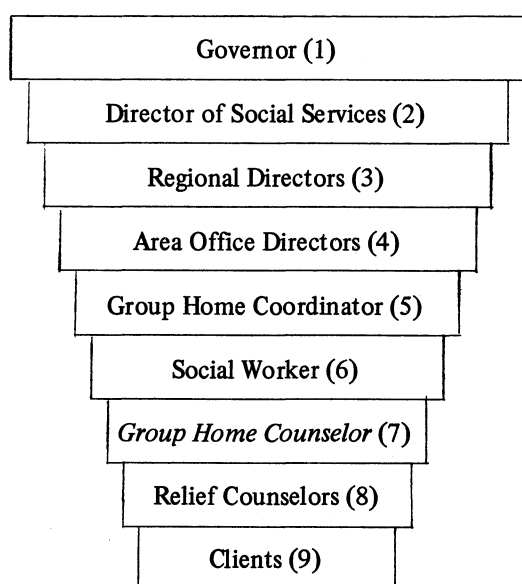 Governor (1)
Director of Social Services (2)
Regional Directors (3)
Area Office Directors (4)
Group Home Coordinator (5)
Social Worker (6)
Group Home Counselor (7)
Relief Counselors (8)
Clients (9)